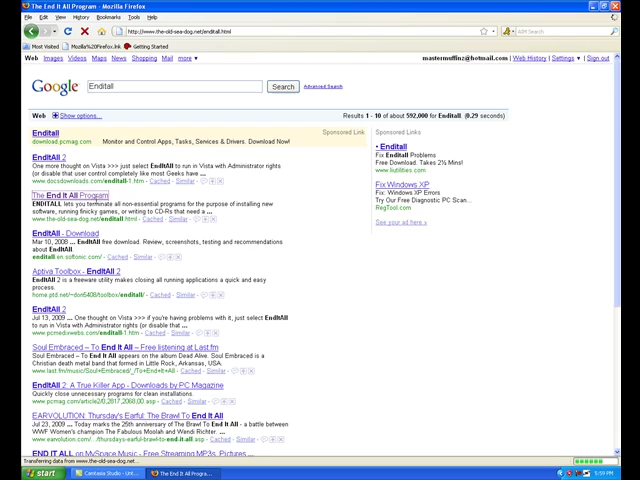 The End It All Program - Mozilla Firefox
File Edit View History Bookmarks Tools Help
http://www.the-old-sea-dog.net/enditall.html
AIM Search
Most Visited Mozilla%20Firefox.lnk Getting Started
Web Images Videos Maps News Shopping Mail more ▼
mastermuffinz@hotmail.com | Web History | Settings ▼ | Sign out
Google
Enditall
Search
Advanced Search
Web Show options...
Results 1 - 10 of about 592,000 for Enditall. (0.29 seconds)
Enditall
Sponsored Link
download.pcmag.com Monitor and Control Apps, Tasks, Services & Drivers. Download Now!
EndItAll 2
One more thought on Vista >>> just select EndItAll to run in Vista with Administration rights
(or disable that user control completely like most Geeks have ...
www.docsdownloads.com/enditall-1.htm - Cached - Similar -
The End It All Program
ENDITALL lets you terminate all non-essential programs for the purpose of installing new
software, running finicky games, or writing to CD-Rs that need a ...
www.the-old-sea-dog.net/enditall.html - Cached - Similar -
EndItAll - Download
Mar 10, 2008 ... EndItAll free download. Review, screenshots, testing and recommendations
about EndItAll.
enditall.en.softonic.com/ - Cached - Similar -
Aptiva Toolbox - EndItAll 2
EndItAll 2 is a freeware utility makes closing all running applications a quick and easy
process.
home.ptd.net/~don5408/toolbox/enditall/ - Cached - Similar -
EndItAll 2
Jul 13, 2009 ... One thought on Vista >>> if you're having problems with it, just select EndItAll
to run in Vista with Administrator rights (or disable that ...
www.pcmedixwebs.com/enditall-1.htm - Cached - Similar -
Soul Embraced – To End It All – Free listening at Last.fm
Soul Embraced – To End It All appears on the album Dead Alive. Soul Embraced is a
Christian death metal band that formed in Little Rock, Arkansas, USA.
www.last.fm/music/Soul+Embraced/_/To+End+It+All - Cached - Similar -
EndItAll 2: A True Killer App - Downloads by PC Magazine
Quickly close unnecessary programs for clean installations.
www.pcmag.com/article2/0,2817,2068,00.asp - Cached - Similar -
EAROLUTION: Thursday's Earful: The Brawl To End It All
Jul 23, 2009 ... Today marks the 25th anniversary of The Brawl To End It All - a battle between
WWF Women's champion The Fabulous Moolah and Wendi Richter. ...
www.earvolution.com/.../thursdays-earful-brawl-to-end-it-all.asp - Cached - Similar -
END IT ALL on MySpace Music - Free Streaming MP3s, Pictures ...
Sponsored Links
• Enditall
Fix Enditall Problems
Free Download. Takes 2½ Mins!
www.liutilities.com
Fix Windows XP
Fix: Windows XP Errors
Try Our Free Diagnostic PC Scan...
RegTool.com
See your ad here »
Transferring data from www.the-old-sea-dog.net...
start
Camtasia Studio - Unt...
The End It All Progra...
5:59 PM